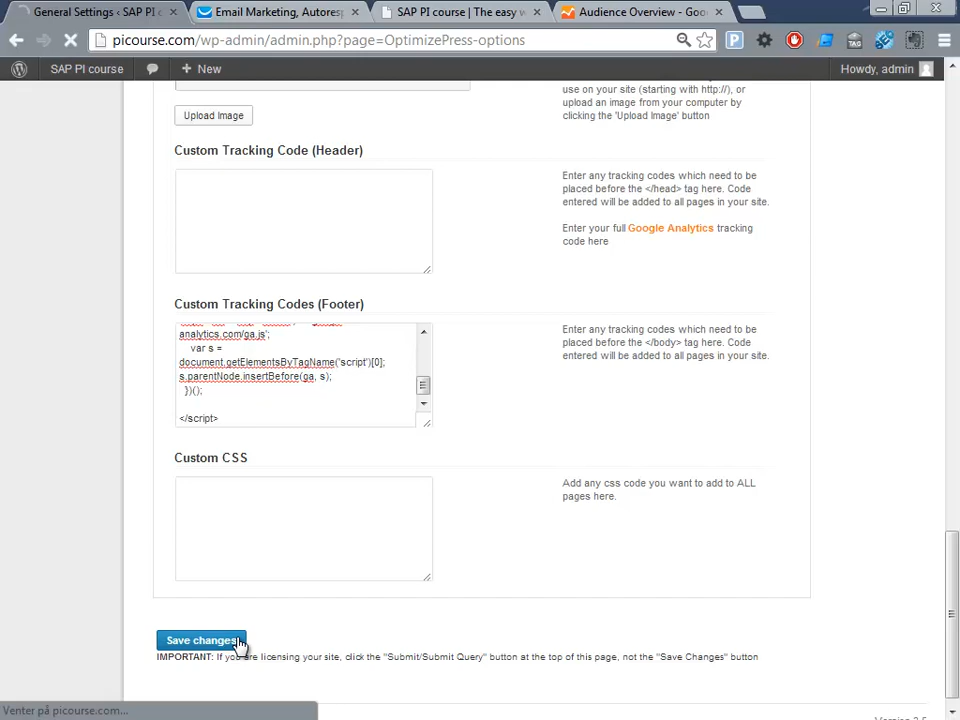 General Settings ‹ SAP PI c
Email Marketing, Autoresp
SAP PI course | The easy w
Audience Overview - Goo
picourse.com/wp-admin/admin.php?page=OptimizePress-options
SAP PI course
New
Howdy, admin
use on your site (starting with http://), or
upload an image from your computer by
clicking the 'Upload Image' button
Upload Image
Custom Tracking Code (Header)
Enter any tracking codes which need to be
placed before the </head> tag here. Code
entered will be added to all pages in your site.
Enter your full Google Analytics tracking
code here
Custom Tracking Codes (Footer)
analytics.com/ga.js';
var s =
document.getElementsByTagName('script')[0];
s.parentNode.insertBefore(ga, s);
})();
</script>
Enter any tracking codes which need to be
placed before the </body> tag here. Code
entered will be added to all pages in your site.
Custom CSS
Add any css code you want to add to ALL
pages here.
Save changes
IMPORTANT: If you are licensing your site, click the "Submit/Submit Query" button at the top of this page, not the "Save Changes" button
Venter på picourse.com...